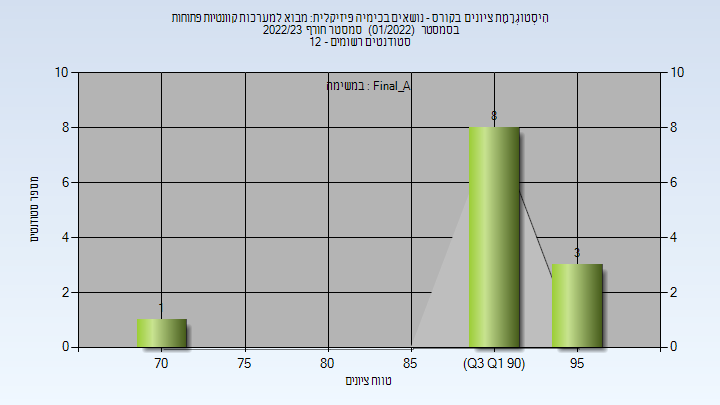 הִיסְטוֹגְרָמַת ציונים בקורס - נושאים בכימיה פיזיקלית: מבוא למערכות קוונטיות פתוחות
בסמסטר (01/2022) סמסטר חורף 2022/23
סטודנטים רשומים - 12
במשימה : Final_A
10 10
8 8
6 6
4 4
2 2
0 0
1 8 3
מספר סטודנטים
70 75 80 85 (Q3 Q1 90) 95
טווח ציונים